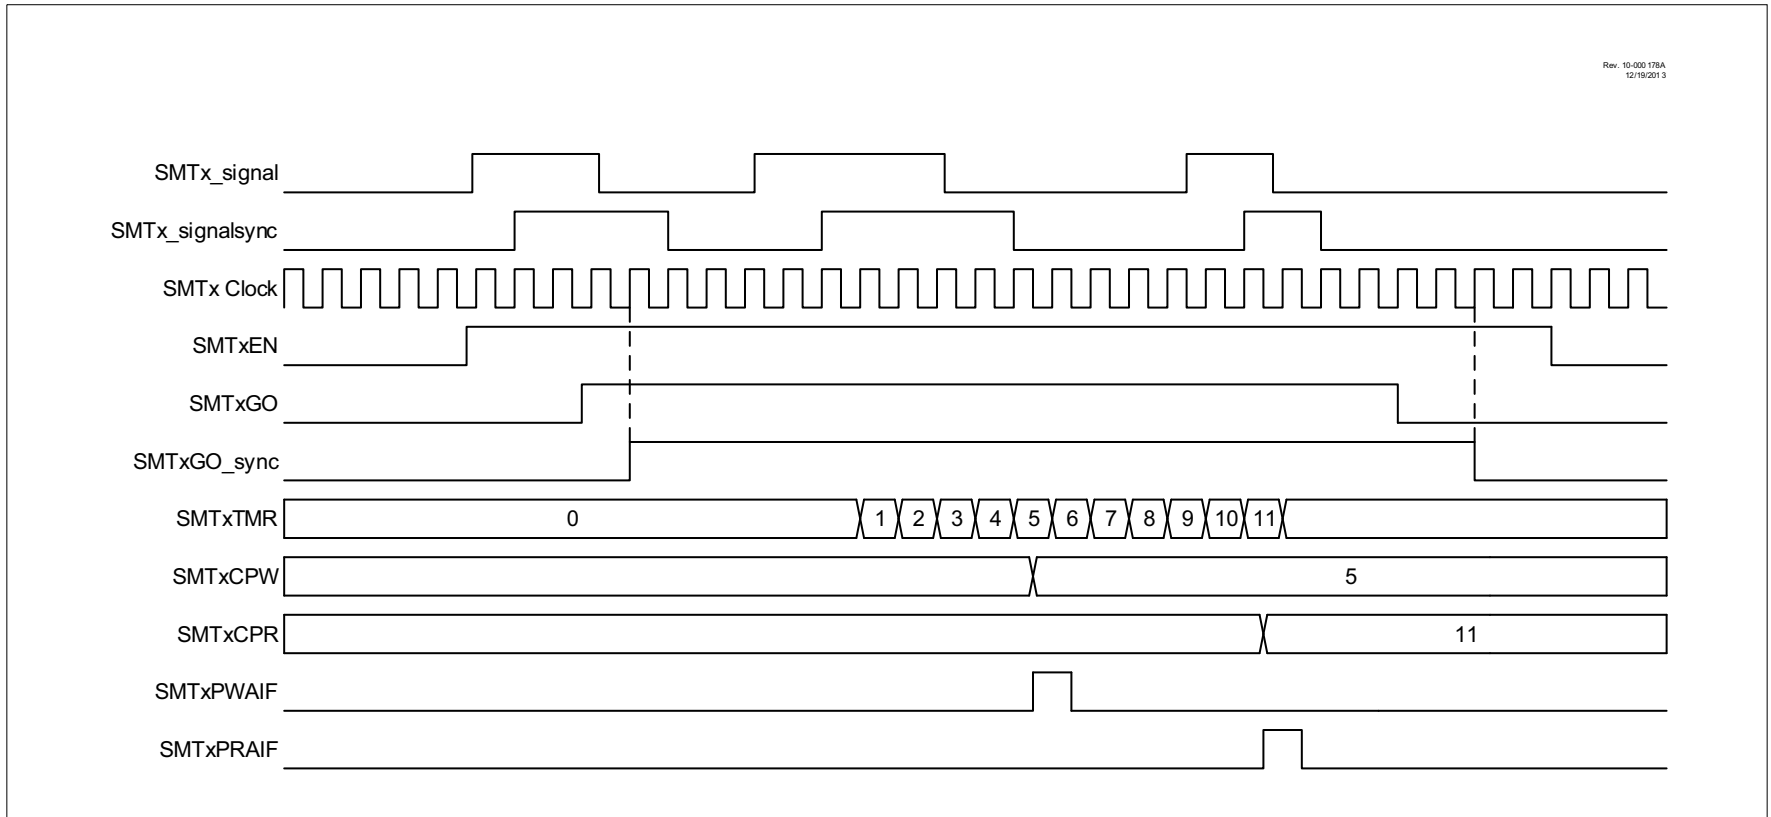 Rev. 10-000 178A
12/19/201 3
SMTx_signal
SMTx_signalsync
SMTx Clock
SMTxEN
SMTxGO
SMTxGO_sync
SMTxTMR 0 1 2 3 4 5 6 7 8 9 10 11
SMTxCPW 5
SMTxCPR 11
SMTxPWAIF
SMTxPRAIF